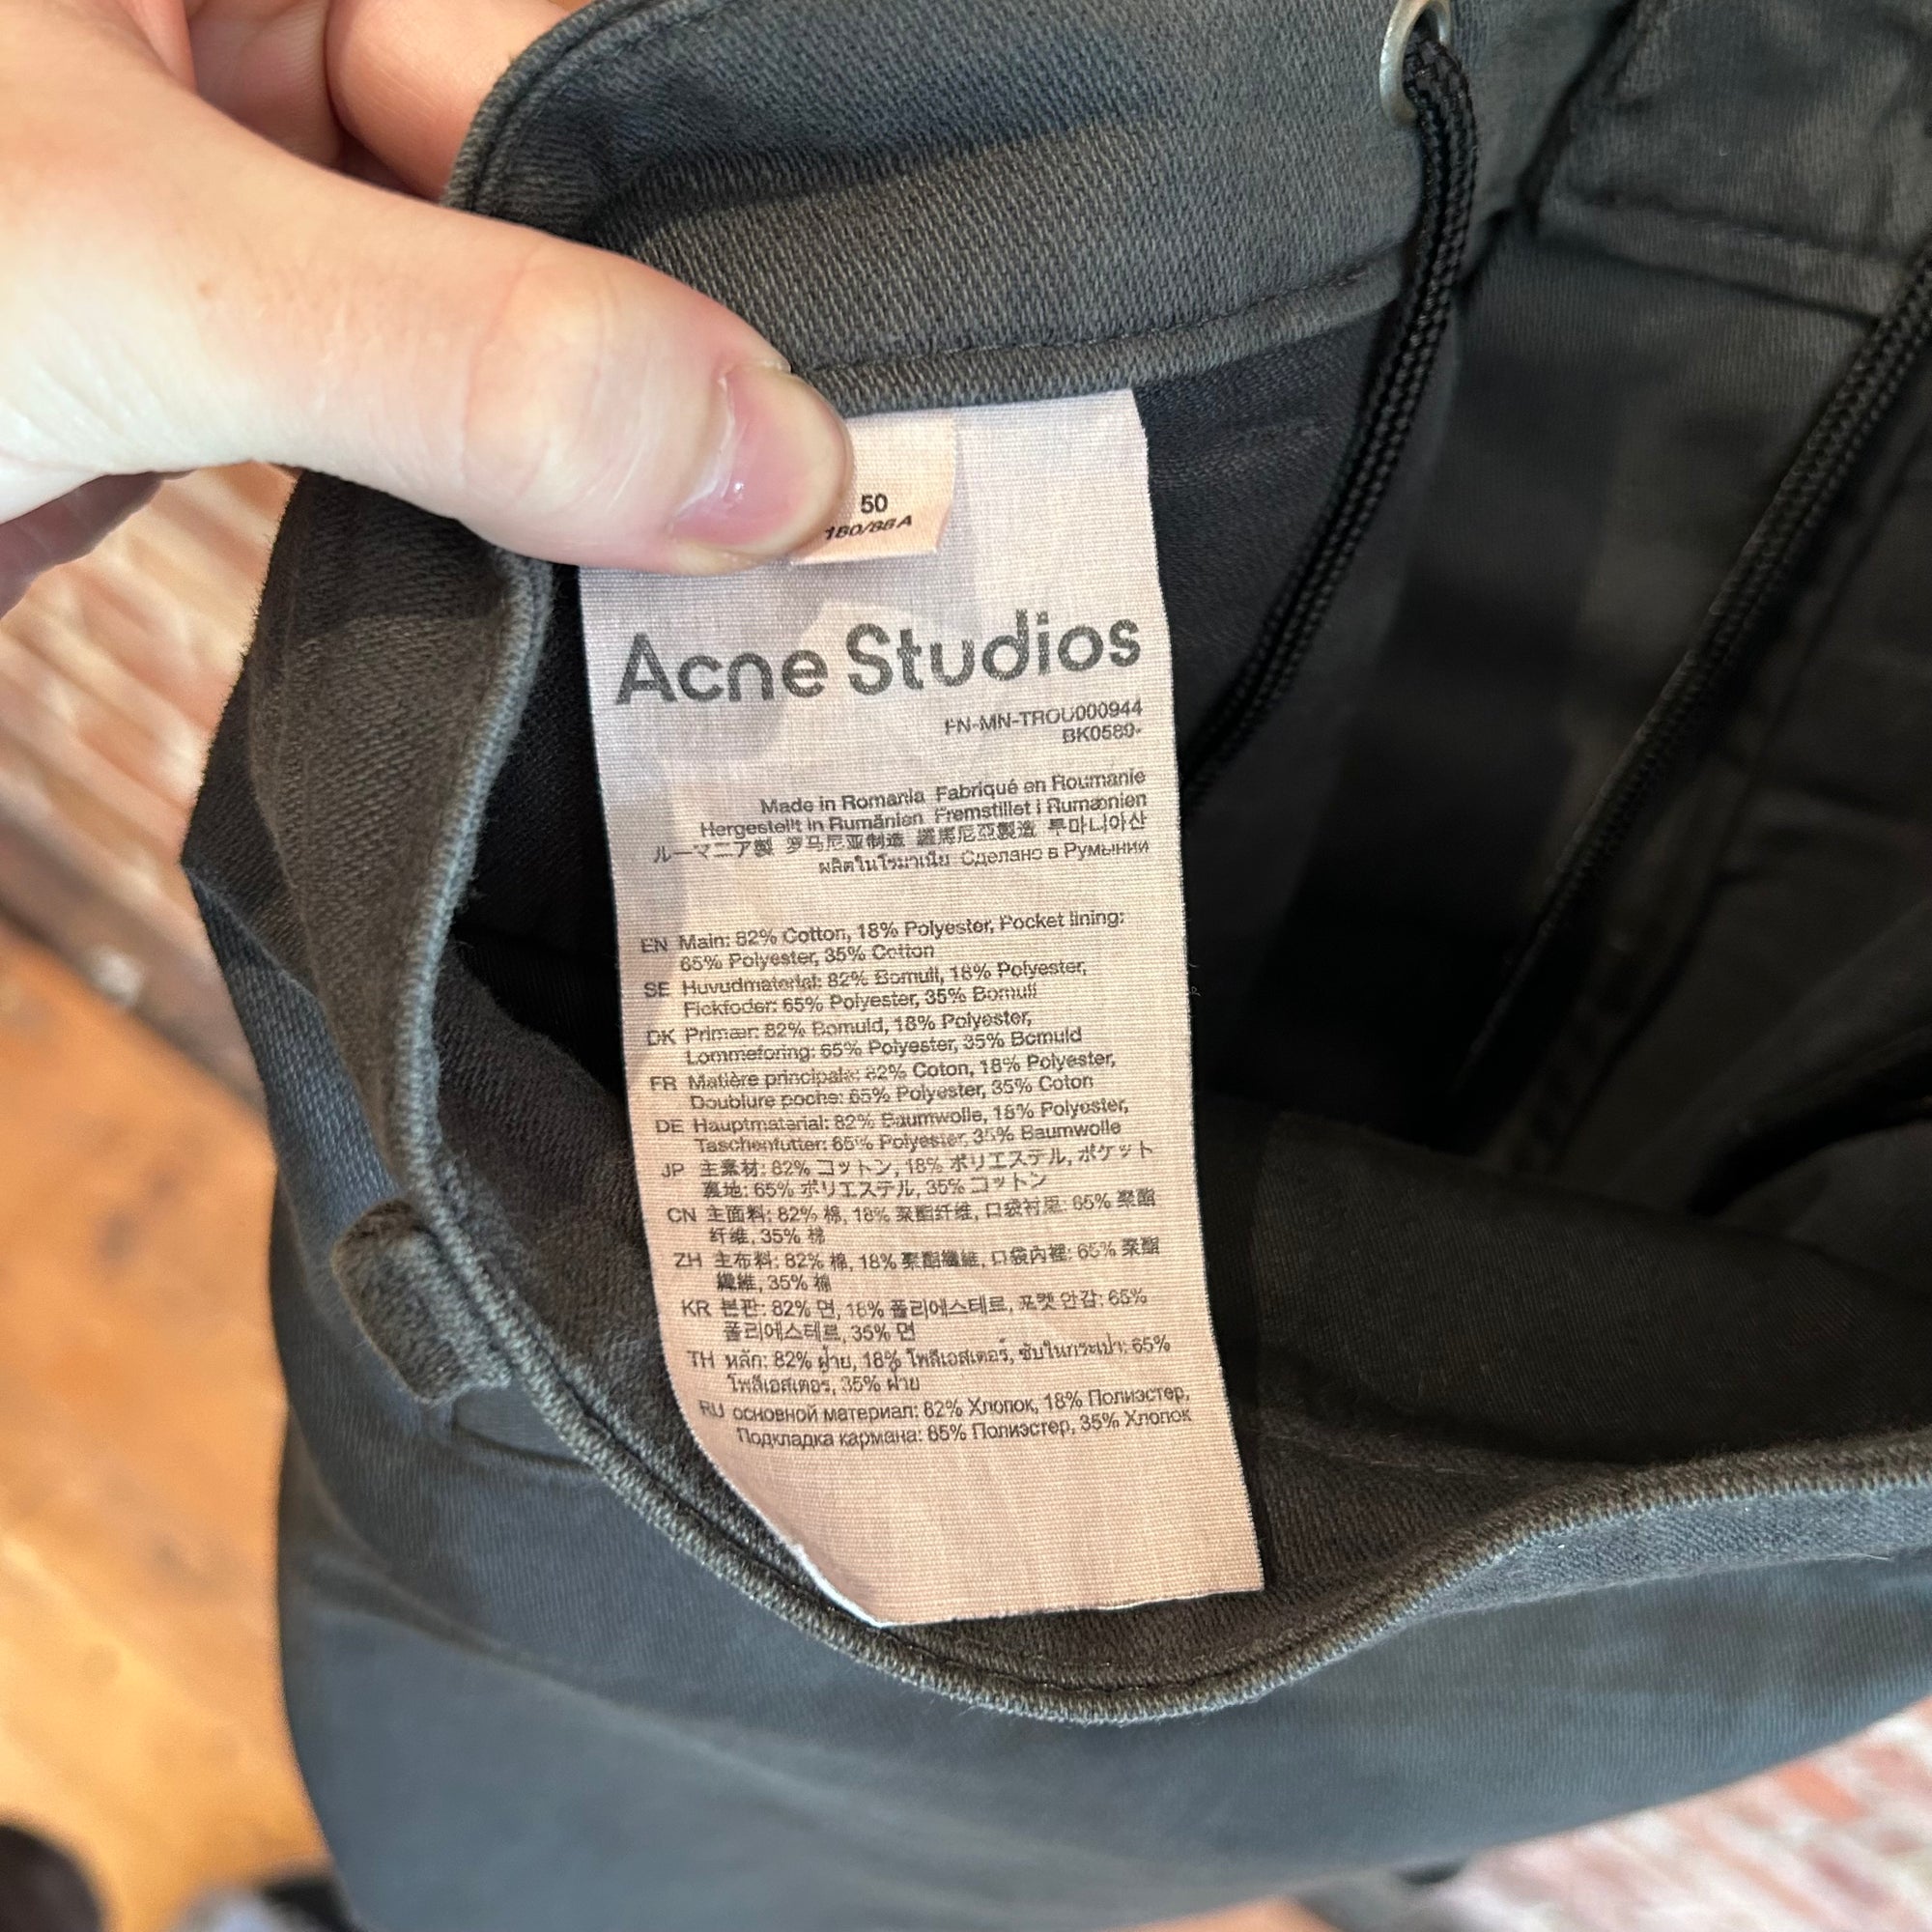 50
180/86A
Acne Studios
FN-MN-TROU000944
BK0589-
Made in Romania Fabriqué en Roumanie
Hergestellt in Rumänien Fremstillet i Rumænien
ルーマニア製 罗马尼亚制造 羅馬尼亞製造 루마니아산
ผลิตในโรมาเนีย Сделано в Румынии
EN Main: 82% Cotton, 18% Polyester, Pocket lining:
65% Polyester, 35% Cotton
SE Huvudmaterial: 82% Bomull, 18% Polyester,
Fickfoder: 65% Polyester, 35% Bomull
DK Primær: 82% Bomuld, 18% Polyester,
Lommeforing: 65% Polyester, 35% Bomuld
FR Matière principale: 82% Coton, 18% Polyester,
Doublure poche: 65% Polyester, 35% Coton
DE Hauptmaterial: 82% Baumwolle, 18% Polyester,
Taschenfutter: 65% Polyester, 35% Baumwolle
JP 主素材: 82% コットン, 18% ポリエステル, ポケット
裏地: 65% ポリエステル, 35% コットン
CN 主面料: 82% 棉, 18% 聚酯纤维, 口袋衬里: 65% 聚酯
纤维, 35% 棉
ZH 主布料: 82% 棉, 18% 聚酯纖維, 口袋內裡: 65% 聚酯
纖維, 35% 棉
KR 본판: 82% 면, 18% 폴리에스테르, 포켓 안감: 65%
폴리에스테르, 35% 면
TH หลัก: 82% ฝ้าย, 18% โพลีเอสเตอร์, ซับในกระเป๋า: 65%
โพลีเอสเตอร, 35% ฝ้าย
RU основной материал: 82% Хлопок, 18% Полиэстер,
Подкладка кармана: 65% Полиэстер, 35% Хлопок